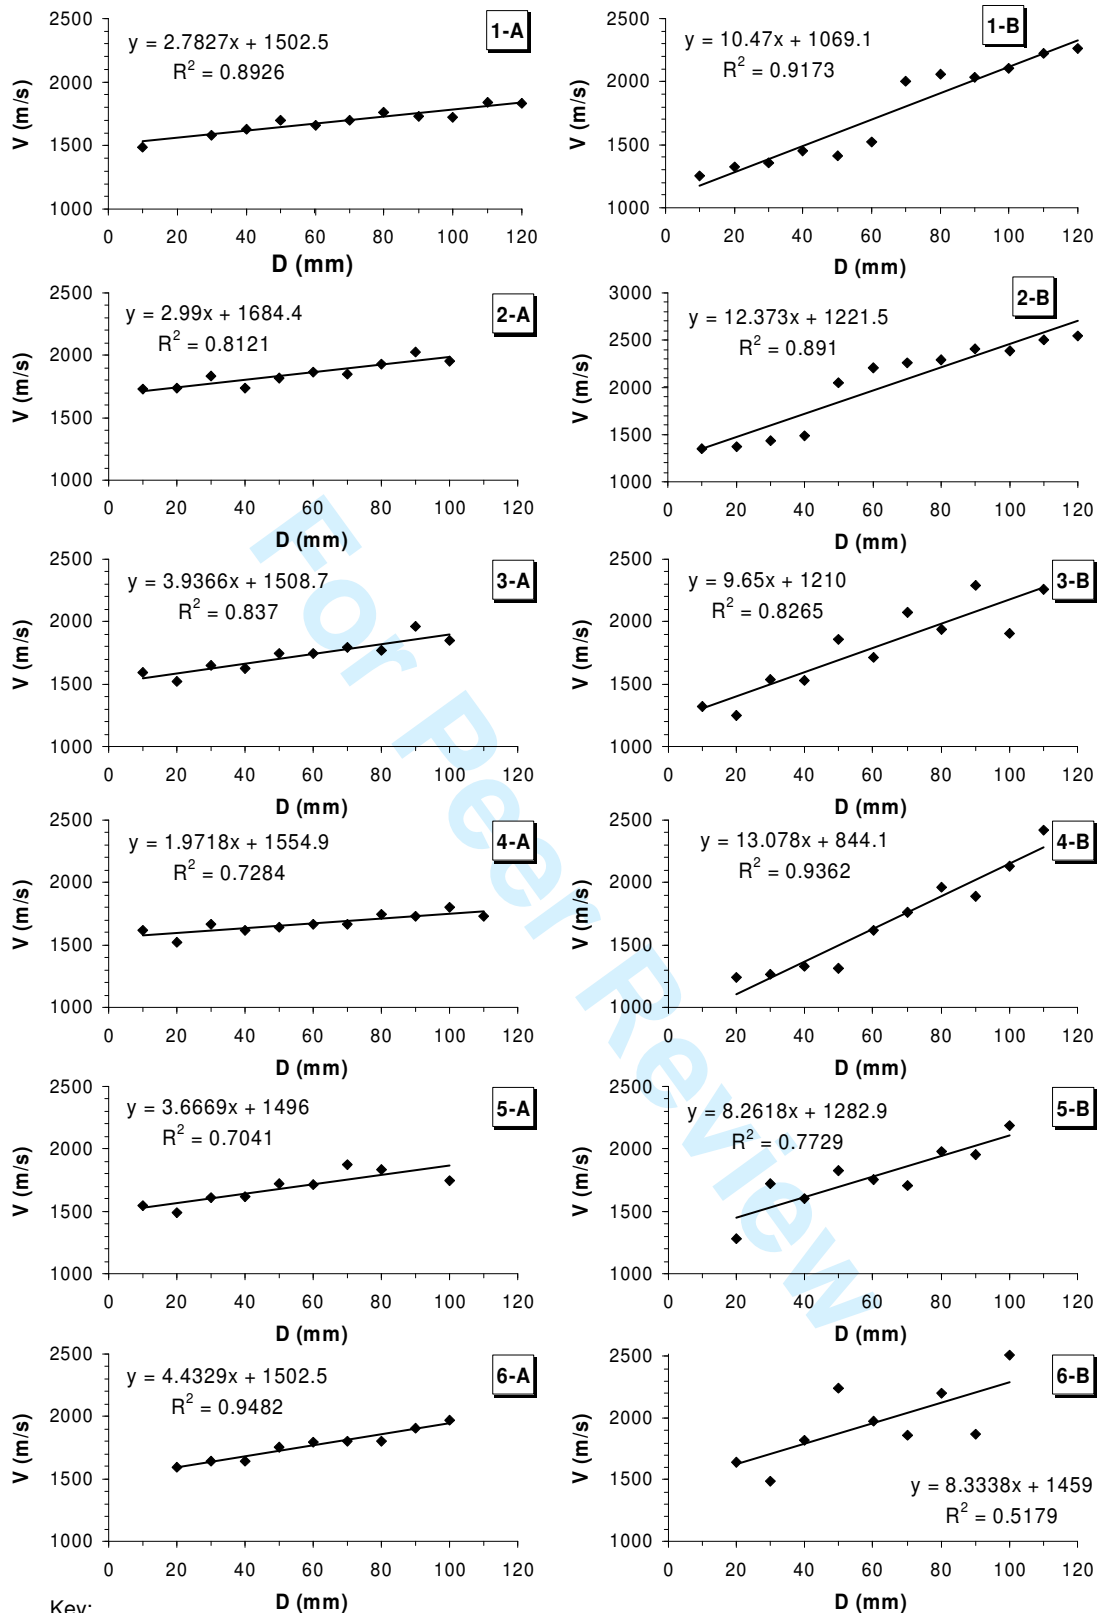 2500
1-A
y = 2.7827x + 1502.5
R² = 0.8926
2000
1500
1000
V (m/s)
0 20 40 60 80 100 120
D (mm)
2500
1-B
y = 10.47x + 1069.1
R² = 0.9173
2000
1500
1000
V (m/s)
0 20 40 60 80 100 120
D (mm)
2500
2-A
y = 2.99x + 1684.4
R² = 0.8121
2000
1500
1000
V (m/s)
0 20 40 60 80 100 120
D (mm)
3000
2-B
y = 12.373x + 1221.5
R² = 0.891
2500
2000
1500
1000
V (m/s)
0 20 40 60 80 100 120
D (mm)
2500
3-A
y = 3.9366x + 1508.7
R² = 0.837
2000
1500
1000
V (m/s)
0 20 40 60 80 100 120
D (mm)
2500
3-B
y = 9.65x + 1210
R² = 0.8265
2000
1500
1000
V (m/s)
0 20 40 60 80 100 120
D (mm)
2500
4-A
y = 1.9718x + 1554.9
R² = 0.7284
2000
1500
1000
V (m/s)
0 20 40 60 80 100 120
D (mm)
2500
4-B
y = 13.078x + 844.1
R² = 0.9362
2000
1500
1000
V (m/s)
0 20 40 60 80 100 120
D (mm)
2500
5-A
y = 3.6669x + 1496
R² = 0.7041
2000
1500
1000
V (m/s)
0 20 40 60 80 100 120
D (mm)
2500
5-B
y = 8.2618x + 1282.9
R² = 0.7729
2000
1500
1000
V (m/s)
0 20 40 60 80 100 120
D (mm)
2500
6-A
y = 4.4329x + 1502.5
R² = 0.9482
2000
1500
1000
V (m/s)
0 20 40 60 80 100 120
D (mm)
2500
6-B
2000
1500
y = 8.3338x + 1459
R² = 0.5179
1000
V (m/s)
0 20 40 60 80 100 120
D (mm)
Key:
For Peer Review